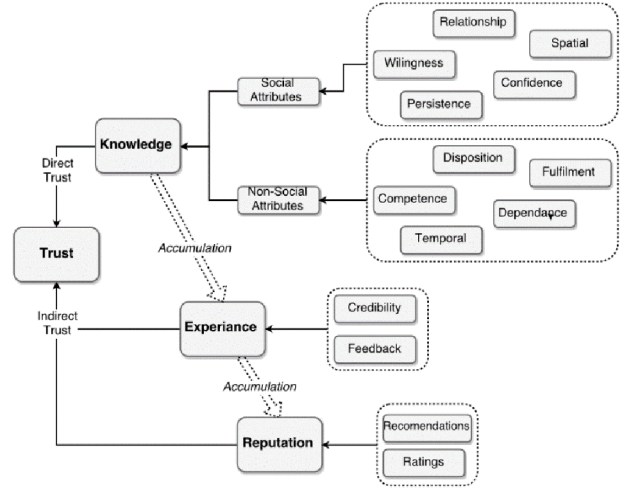 Relationship
Spatial
Wilingness
Confidence
Persistence
Social
Attributes
Knowledge
Direct
Trust
Disposition
Fulfilment
Non-Social
Attributes
Competence
Dependance
Temporal
Trust
Accumulation
Indirect
Trust
Experiance
Credibility
Feedback
Accumulation
Reputation
Recomendations
Ratings